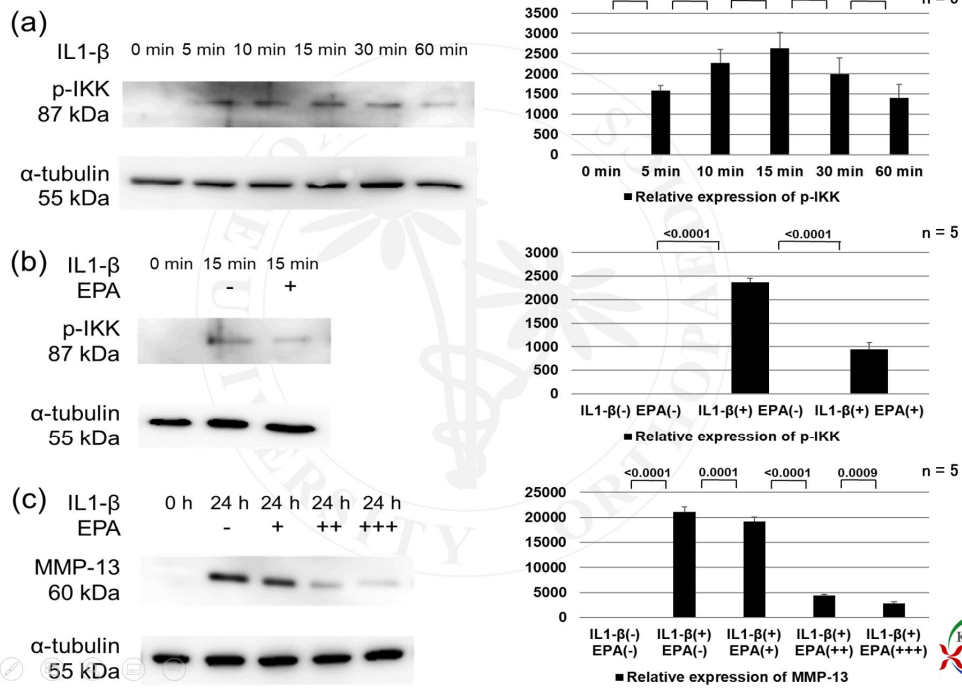 (a)
IL1-β 0 min 5 min 10 min 15 min 30 min 60 min
p-IKK
87 kDa
α-tubulin
55 kDa
3500
3000
2500
2000
1500
1000
500
0
0 min 5 min 10 min 15 min 30 min 60 min
■ Relative expression of p-IKK
(b)
IL1-β 0 min 15 min 15 min
EPA - +
p-IKK
87 kDa
α-tubulin
55 kDa
<0.0001 <0.0001 n = 5
3000
2500
2000
1500
1000
500
0
IL1-β(-) EPA(-) IL1-β(+) EPA(-) IL1-β(+) EPA(+)
■ Relative expression of p-IKK
(c)
IL1-β 0 h 24 h 24 h 24 h 24 h
EPA - + ++ +++
MMP-13
60 kDa
α-tubulin
55 kDa
n = 5
<0.0001 0.0001 <0.0001 0.0009
25000
20000
15000
10000
5000
0
IL1-β(-) IL1-β(+) IL1-β(+) IL1-β(+) IL1-β(+)
EPA(-) EPA(-) EPA(+) EPA(++) EPA(+++)
■ Relative expression of MMP-13
UNIVERSITY